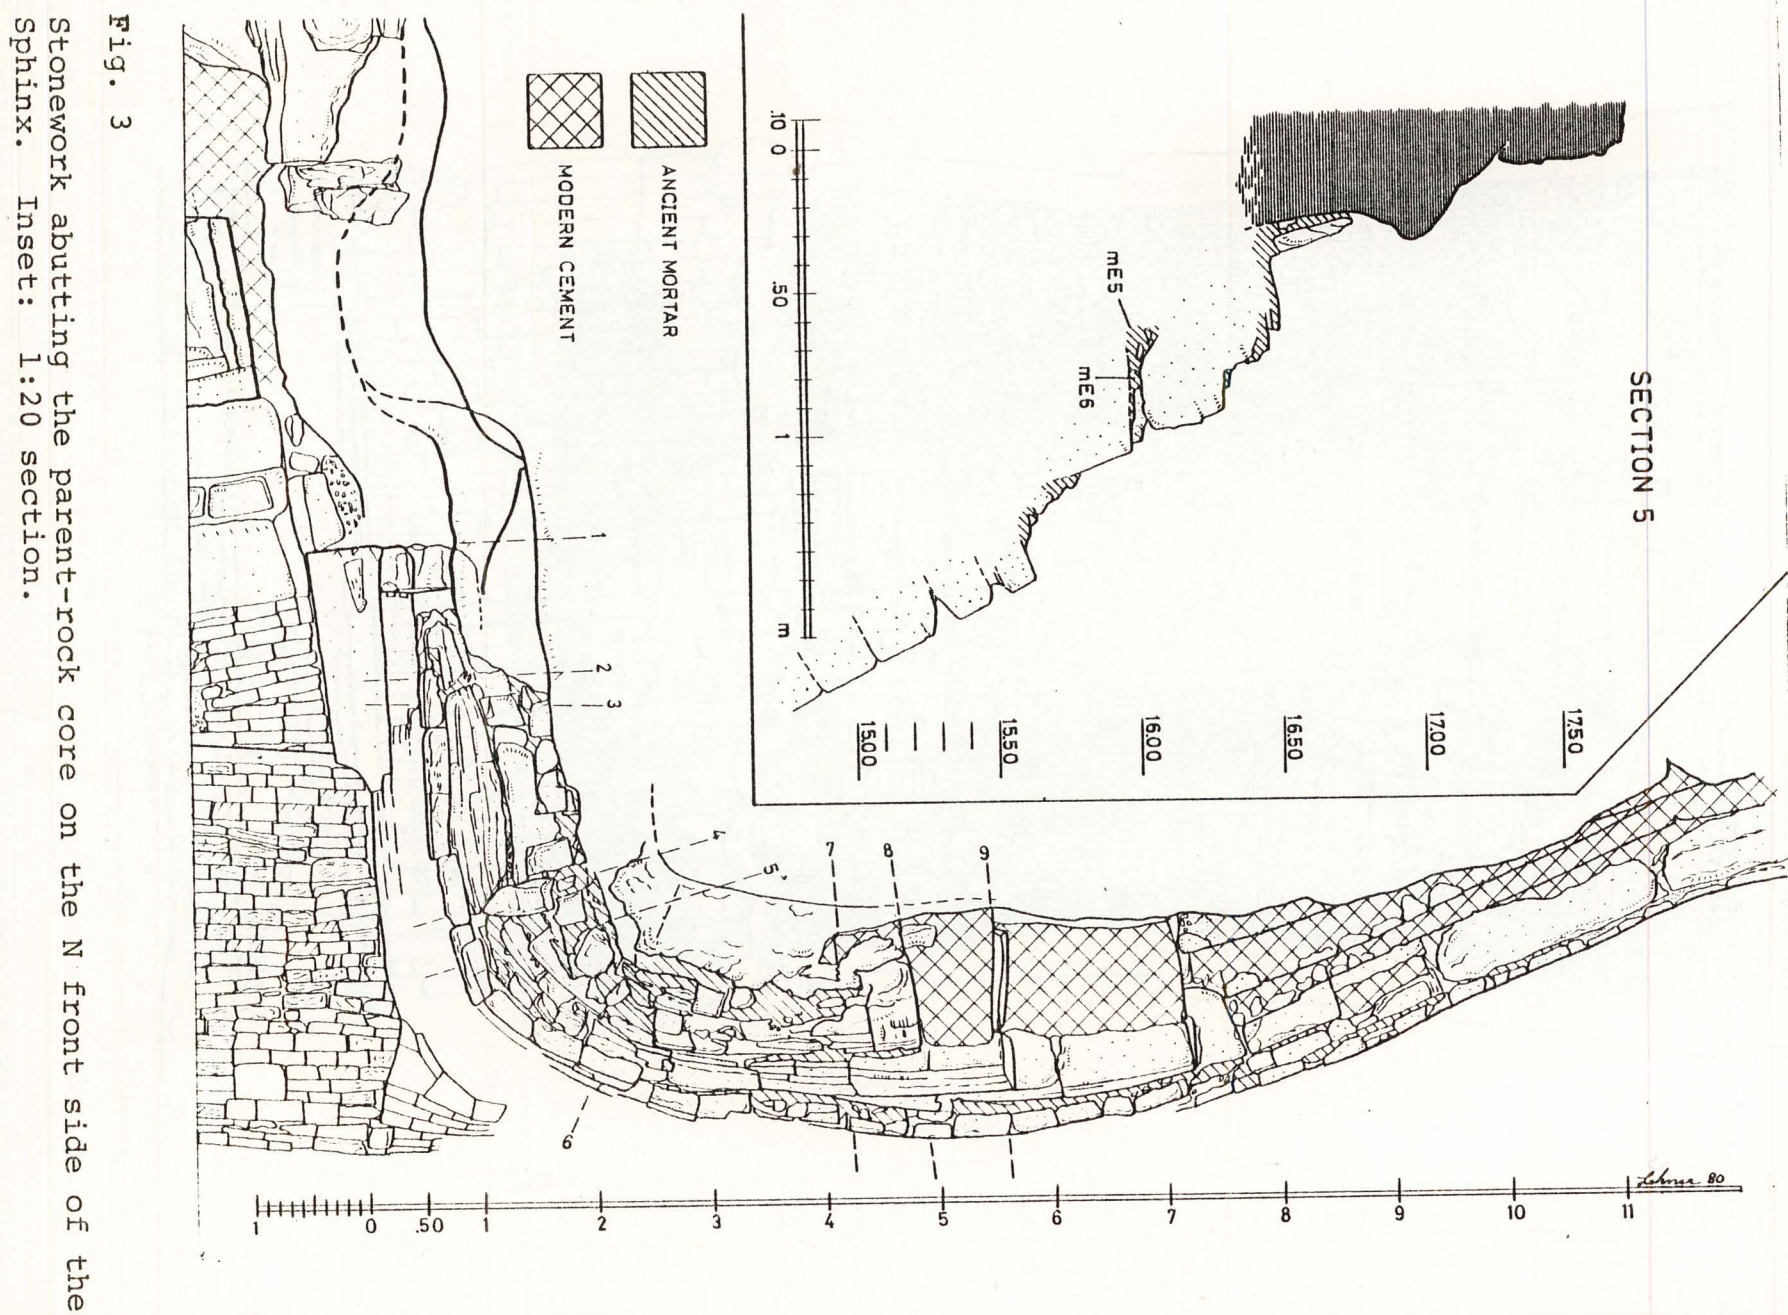 SECTION 5
17.50
17.00
16.50
16.00
15.50
15.00
mE5
mE6
.10 0 .50 1 m
ANCIENT MORTAR
MODERN CEMENT
1
2
3
4
5'
6
7
8
9
Lehner 80
1 0 .50 1 2 3 4 5 6 7 8 9 10 11
Fig. 3
Stonework abutting the parent-rock core on the N front side of the
Sphinx. Inset: 1:20 section.